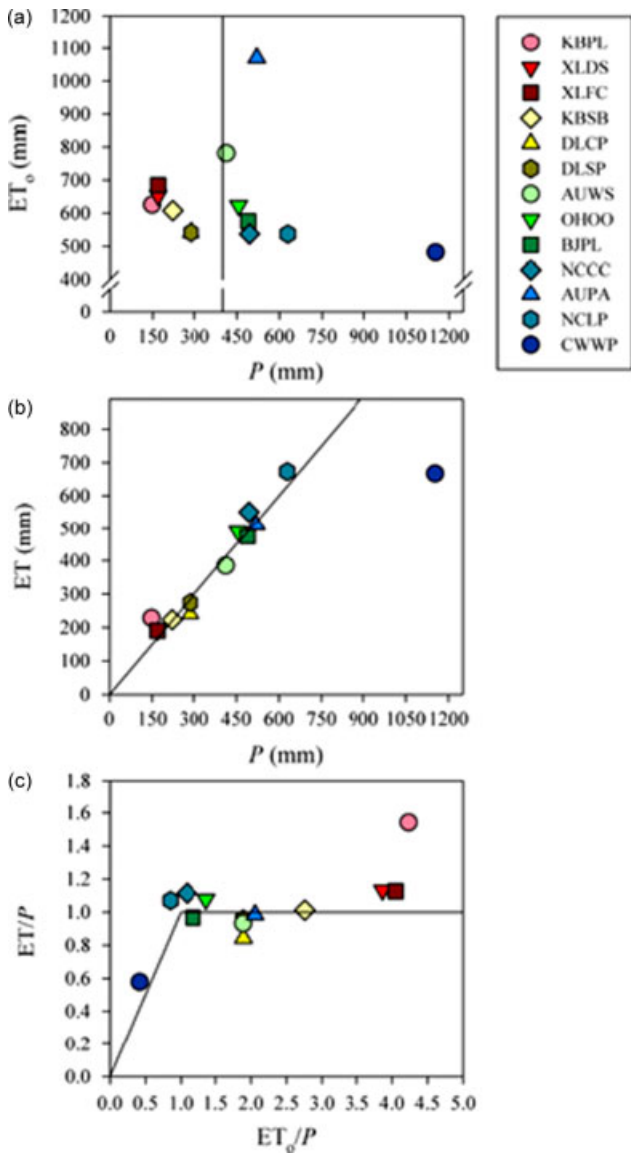 (a)
1200
1100
1000
900
800
700
600
500
400
0
ETo (mm)
0 150 300 450 600 750 900 1050 1200
P (mm)
KBPL
XLDS
XLFC
KBSB
DLCP
DLSP
AUWS
OHOO
BJPL
NCCC
AUPA
NCLP
CWWP
(b)
800
700
600
500
400
300
200
100
0
ET (mm)
0 150 300 450 600 750 900 1050 1200
P (mm)
(c)
1.8
1.6
1.4
1.2
1.0
0.8
0.6
0.4
0.2
0.0
ET/P
0.0 0.5 1.0 1.5 2.0 2.5 3.0 3.5 4.0 4.5 5.0
ETo/P